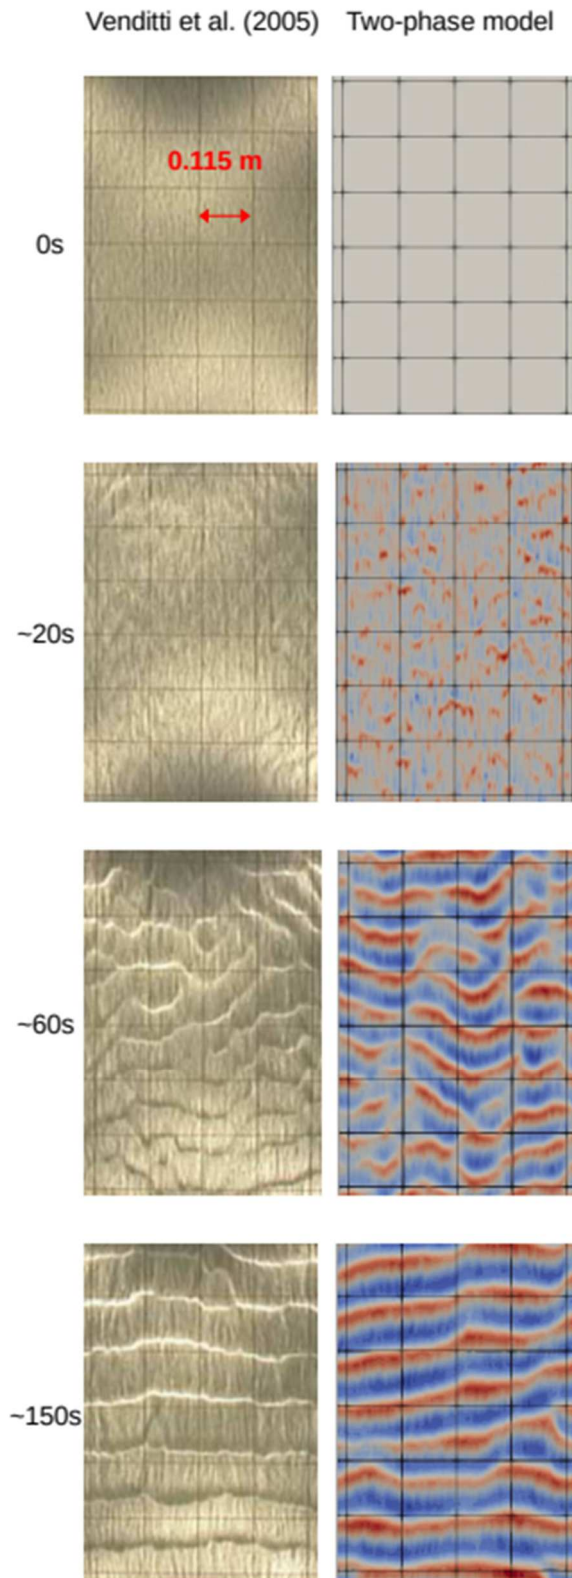 Venditti et al. (2005) Two-phase model
0.115 m
0s
~20s
~60s
~150s